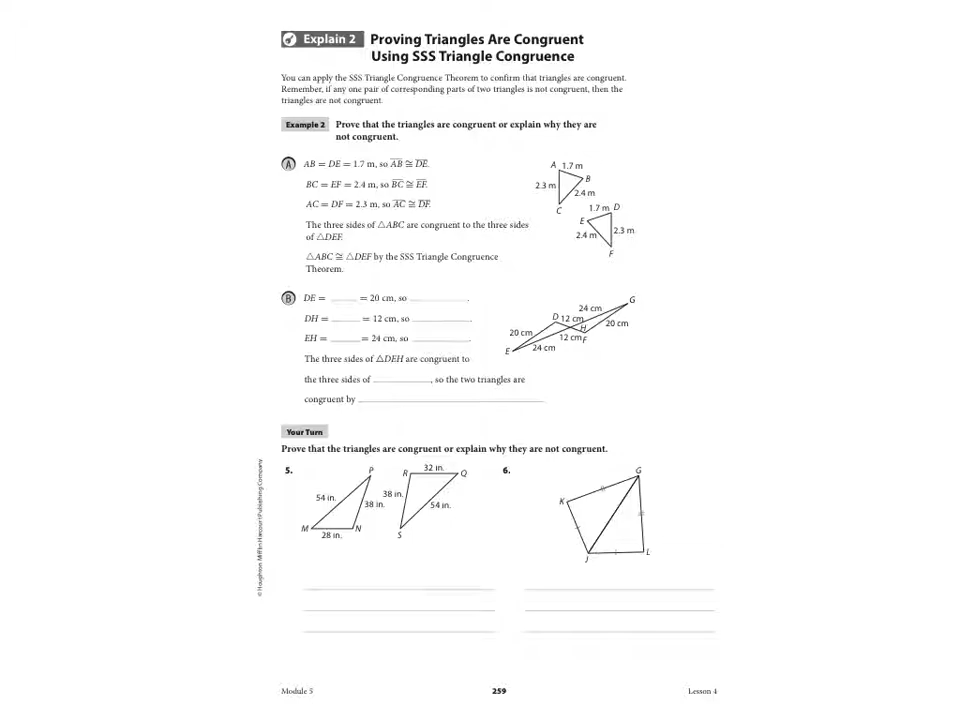 Explain 2 Proving Triangles Are Congruent
Using SSS Triangle Congruence
You can apply the SSS Triangle Congruence Theorem to confirm that triangles are congruent.
Remember, if any one pair of corresponding parts of two triangles is not congruent, then the
triangles are not congruent.
Example 2 Prove that the triangles are congruent or explain why they are
not congruent.
A AB = DE = 1.7 m, so A̅B̅ ≅ D̅E̅.
BC = EF = 2.4 m, so B̅C̅ ≅ E̅F̅.
AC = DF = 2.3 m, so A̅C̅ ≅ D̅F̅.
The three sides of △ABC are congruent to the three sides
of △DEF.
△ABC ≅ △DEF by the SSS Triangle Congruence
Theorem.
A 1.7 m
B
2.3 m
2.4 m
C
1.7 m D
E
2.3 m
2.4 m
F
B DE = ______ = 20 cm, so ____________.
DH = ______ = 12 cm, so ____________.
EH = ______ = 24 cm, so ____________.
The three sides of △DEH are congruent to
the three sides of ____________, so the two triangles are
congruent by ______________________________
G
24 cm
D 12 cm
20 cm
H
20 cm
12 cm F
24 cm
E
Your Turn
Prove that the triangles are congruent or explain why they are not congruent.
5.
P
54 in.
38 in.
M
N
28 in.
R 32 in. Q
38 in.
54 in.
S
6.
G
K
L
J
© Houghton Mifflin Harcourt Publishing Company
Module 5 259 Lesson 4